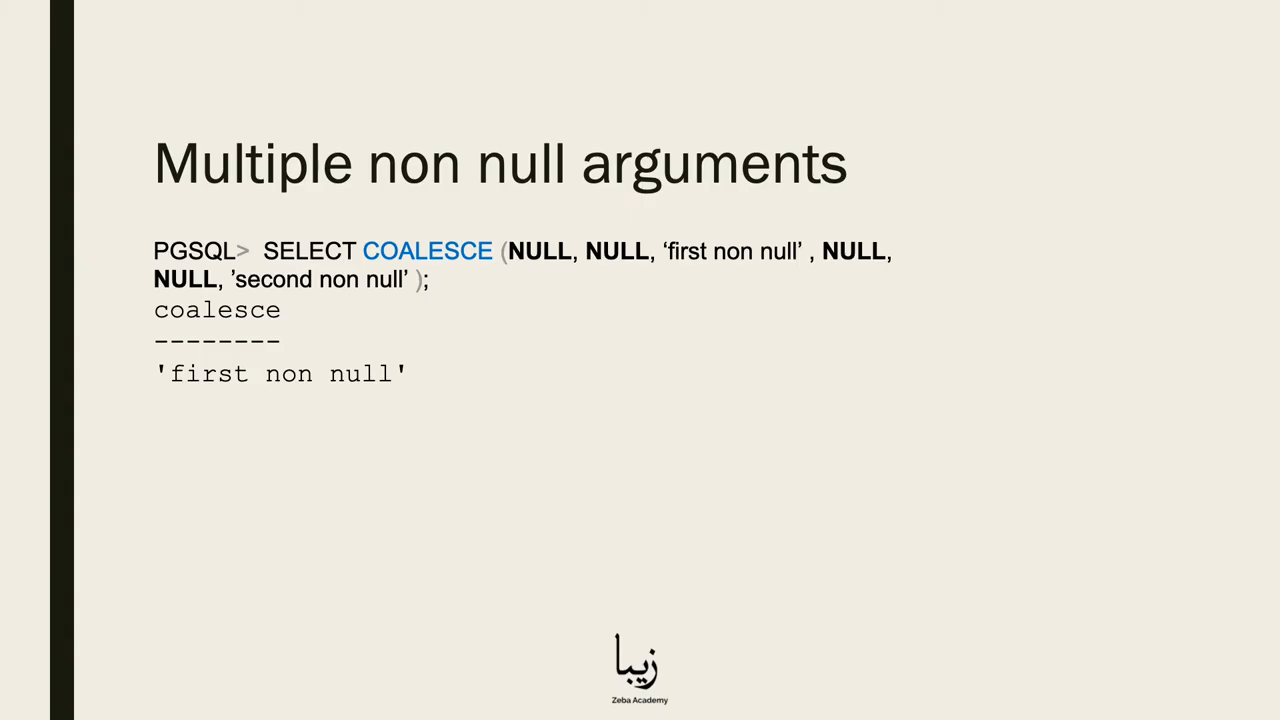 Multiple non null arguments
PGSQL> SELECT COALESCE (NULL, NULL, ‘first non null’ , NULL,
NULL, ’second non null’ );
coalesce
--------
'first non null'
زيبا
Zeba Academy